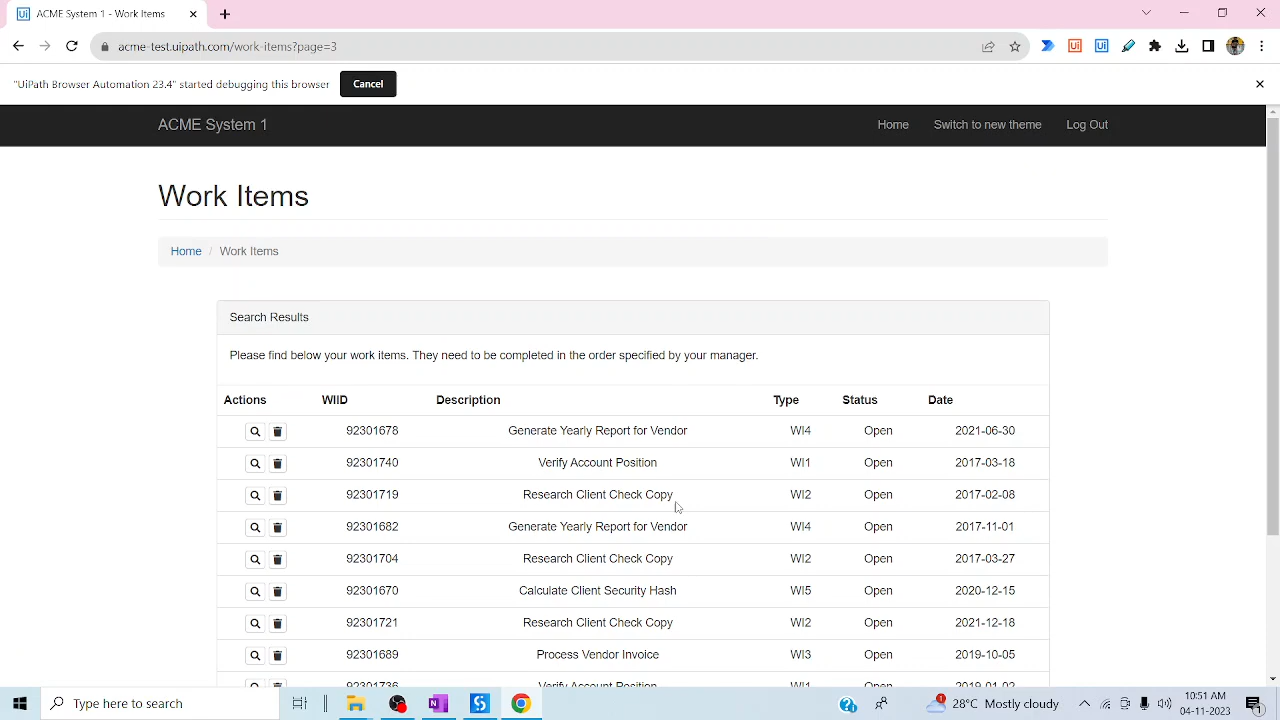 ACME System 1 - Work Items
acme-test.uipath.com/work-items?page=3
"UiPath Browser Automation 23.4" started debugging this browser
Cancel
ACME System 1
Home
Switch to new theme
Log Out
Work Items
Home / Work Items
Search Results
Please find below your work items. They need to be completed in the order specified by your manager.
Actions WIID Description Type Status Date
92301678 Generate Yearly Report for Vendor WI4 Open 2021-06-30
92301740 Verify Account Position WI1 Open 2017-03-18
92301719 Research Client Check Copy WI2 Open 2017-02-08
92301682 Generate Yearly Report for Vendor WI4 Open 2017-11-01
92301704 Research Client Check Copy WI2 Open 2017-03-27
92301670 Calculate Client Security Hash WI5 Open 2020-12-15
92301721 Research Client Check Copy WI2 Open 2021-12-18
92301689 Process Vendor Invoice WI3 Open 2019-10-05
92301736 Verify Account Position WI1 Open
Type here to search
28°C Mostly cloudy
10:51 AM
04-11-2023